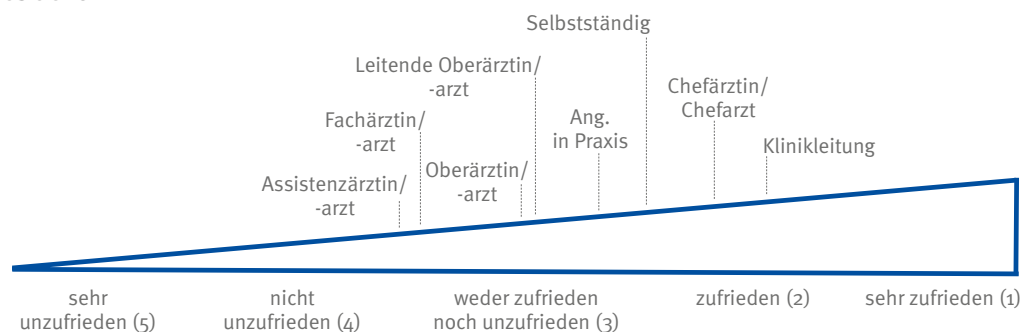 Selbstständig
Leitende Oberärztin/
-arzt
Chefärztin/
Chefarzt
Fachärztin/
-arzt
Ang.
in Praxis
Klinikleitung
Oberärztin/
-arzt
Assistenzärztin/
-arzt
sehr
unzufrieden (5)
nicht
unzufrieden (4)
weder zufrieden
noch unzufrieden (3)
zufrieden (2)
sehr zufrieden (1)